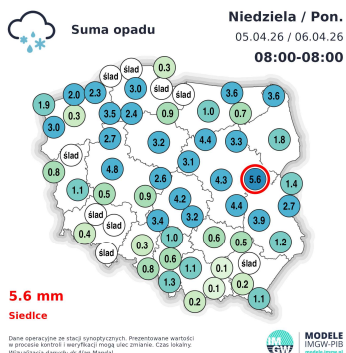 Suma opadu
Niedziela / Pon.
05.04.26 / 06.04.26
08:00-08:00
ślad
ślad
0.3
2.0
2.3
3.0
ślad
ślad
3.6
3.6
1.9
0.3
3.5
2.4
0.9
1.0
0.7
3.0
2.7
3.2
4.4
3.3
1.8
ślad
3.1
0.8
4.8
2.6
4.3
5.6
1.4
1.1
0.5
0.9
4.2
4.4
2.7
ślad
ślad
3.4
3.2
3.9
0.4
0.3
1.0
0.6
0.5
1.2
ślad
0.6
0.8
1.1
0.1
ślad
1.3
0.1
0.2
0.2
1.1
5.6 mm
Siedlce
Dane operacyjne ze stacji synoptycznych. Prezentowane wartości
w procesie kontroli i weryfikacji mogą ulec zmianie. Czas lokalny.
IMGW
MODELE
IMGW-PIB